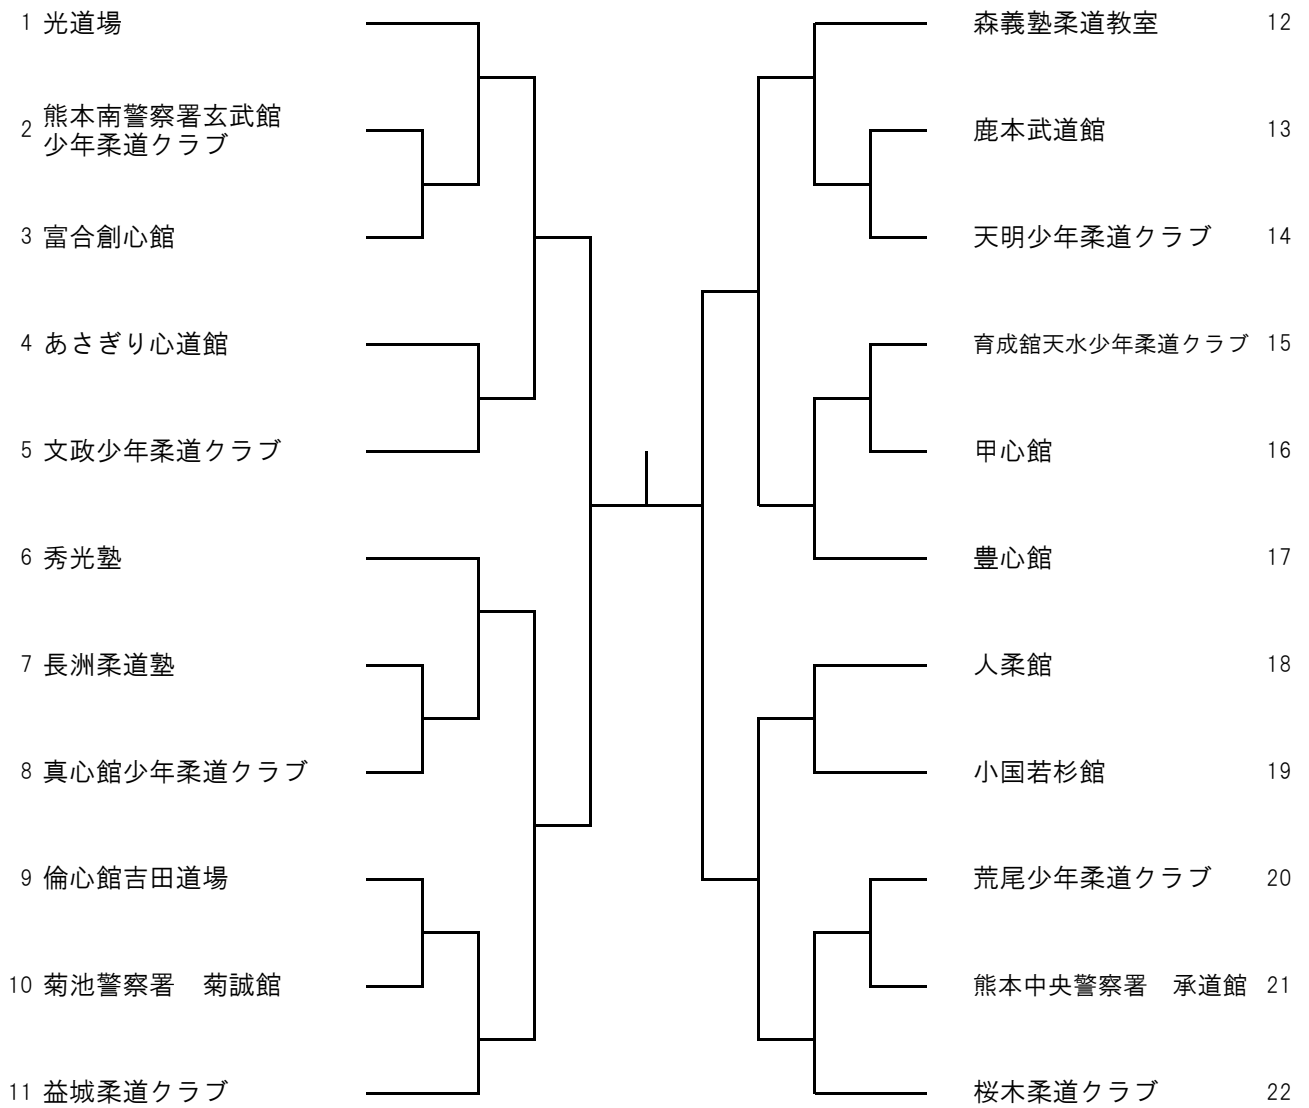 1 光道場
2 熊本南警察署玄武館
少年柔道クラブ
3 富合創心館
4 あさぎり心道館
5 文政少年柔道クラブ
6 秀光塾
7 長洲柔道塾
8 真心館少年柔道クラブ
9 倫心館吉田道場
10 菊池警察署　菊誠館
11 益城柔道クラブ
森義塾柔道教室 12
鹿本武道館 13
天明少年柔道クラブ 14
育成舘天水少年柔道クラブ 15
甲心館 16
豊心館 17
人柔館 18
小国若杉館 19
荒尾少年柔道クラブ 20
熊本中央警察署　承道館 21
桜木柔道クラブ 22